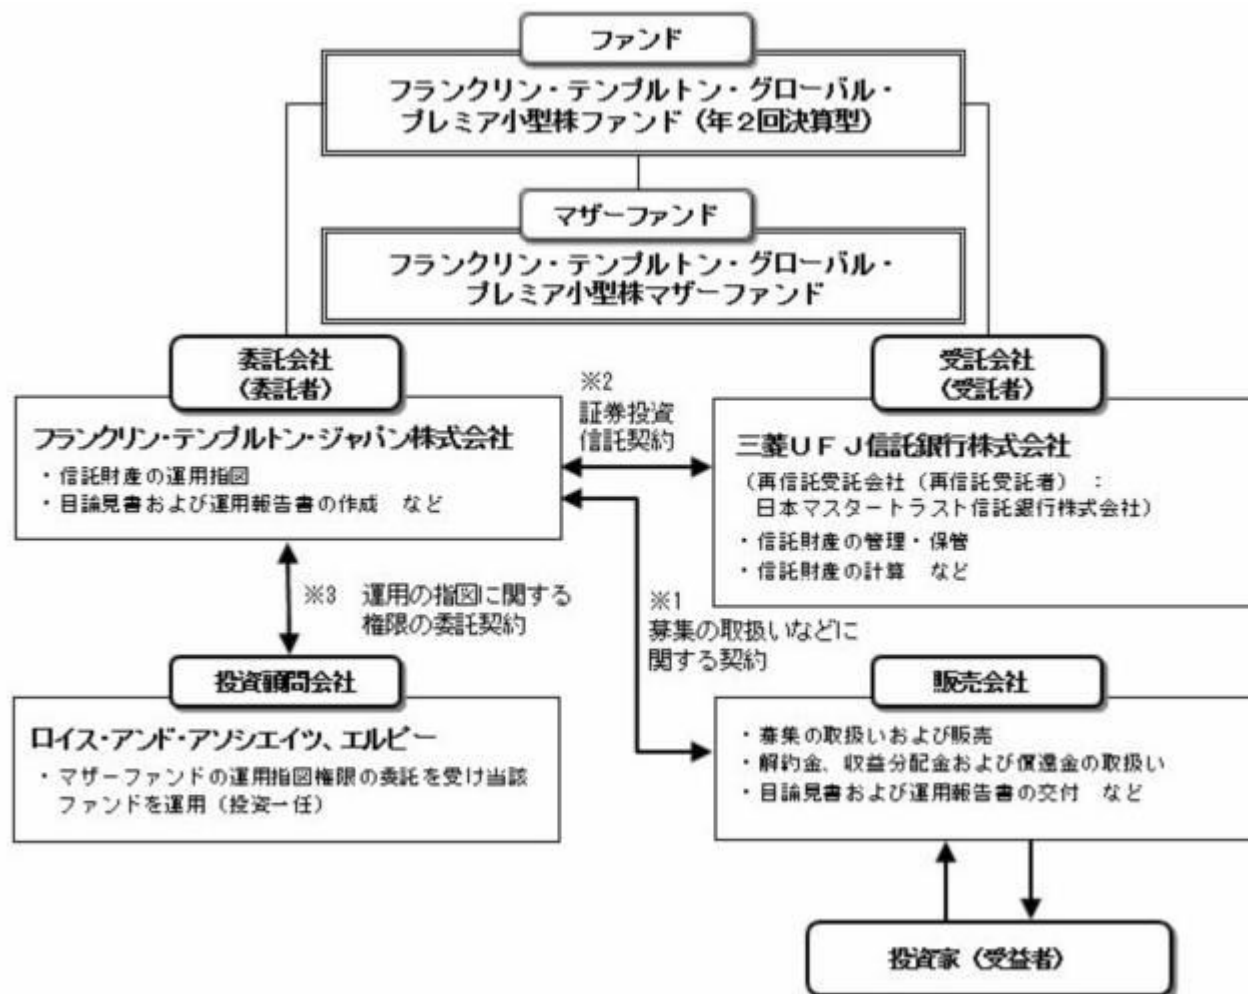 ファンド
フランクリン・テンプルトン・グローバル・
プレミア小型株ファンド（年２回決算型）
マザーファンド
フランクリン・テンプルトン・グローバル・
プレミア小型株マザーファンド
委託会社
（委託者）
フランクリン・テンプルトン・ジャパン株式会社
・信託財産の運用指図
・目論見書および運用報告書の作成　など
※2
証券投資
信託契約
受託会社
（受託者）
三菱ＵＦＪ信託銀行株式会社
（再信託受託会社（再信託受託者）：
日本マスタートラスト信託銀行株式会社）
・信託財産の管理・保管
・信託財産の計算　など
※3　運用の指図に関する
権限の委託契約
※1
募集の取扱いなどに
関する契約
投資顧問会社
ロイス・アンド・アソシエイツ、エルピー
・マザーファンドの運用指図権限の委託を受け当該
ファンドを運用（投資一任）
販売会社
・募集の取扱いおよび販売
・解約金、収益分配金および償還金の取扱い
・目論見書および運用報告書の交付　など
投資家（受益者）